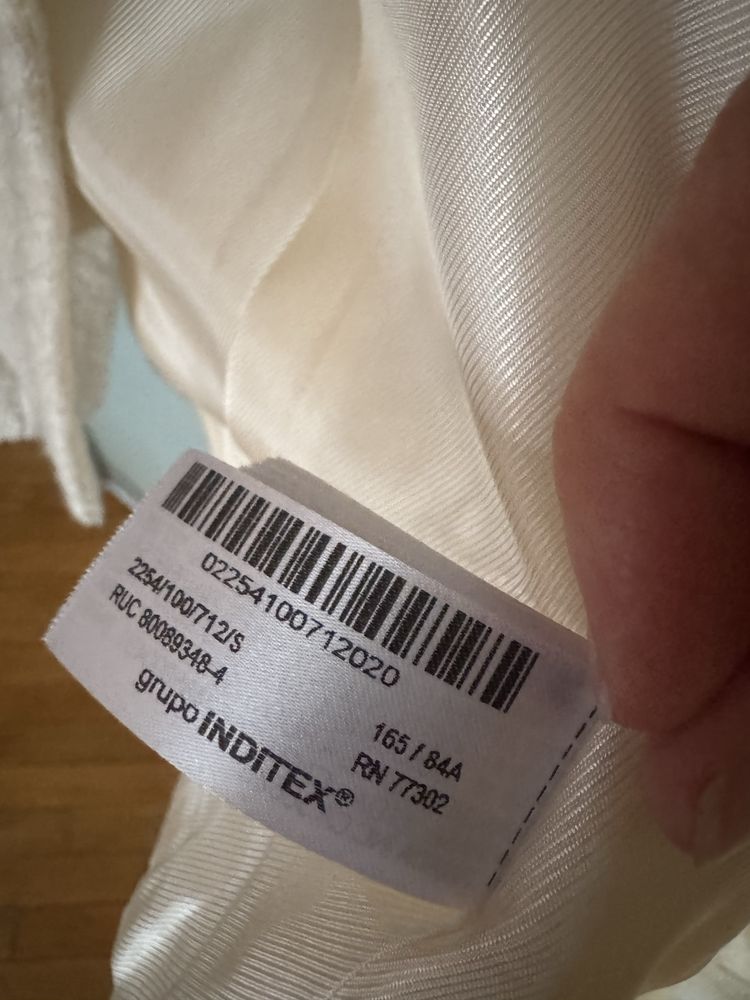 02254100712020
2254/100/712/S
RUC 80089348-4
165 / 84A
RN 77302
grupo INDITEX®